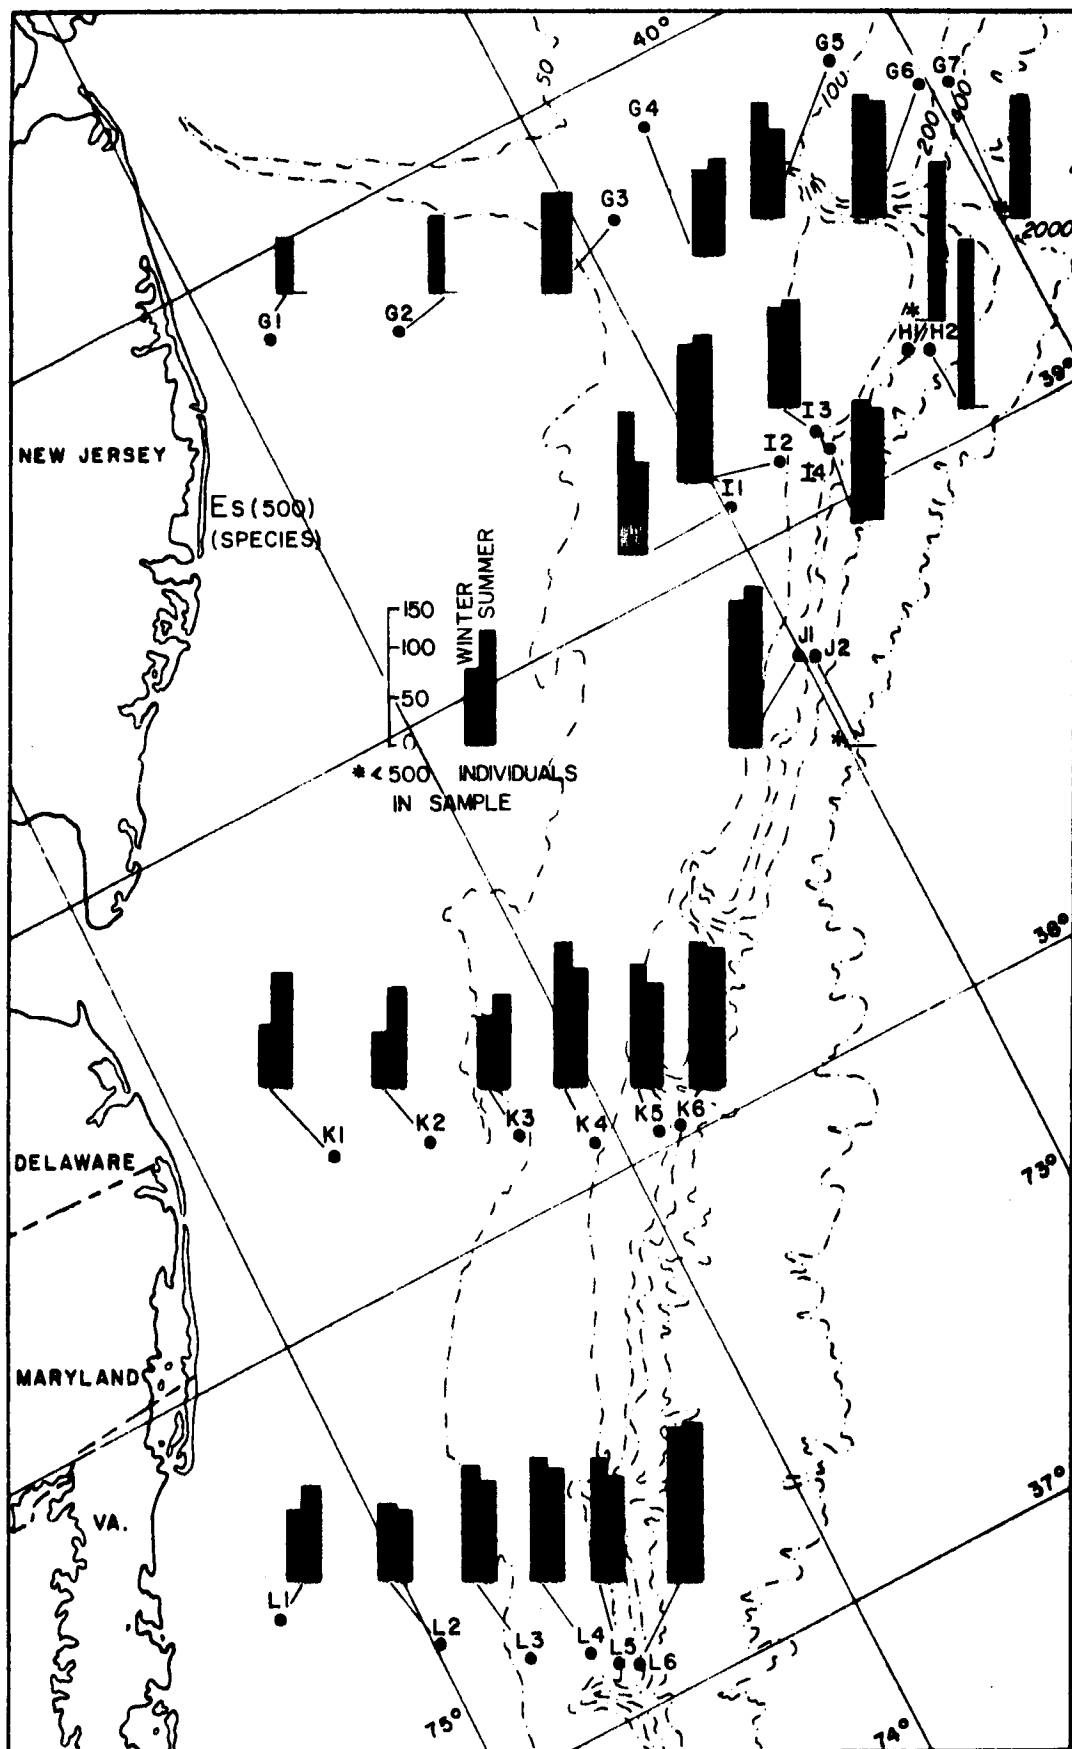 40°
G5
50
100
G6
G7
G4
200
400
G3
2000
G1
G2
*
H1
H2
39°
I3
NEW JERSEY
I2
I4
I1
Es (500)
(SPECIES)
WINTER
SUMMER
150
100
50
0
J1
J2
*
* < 500 INDIVIDUALS
IN SAMPLE
38°
K1
K2
K3
K4
K5
K6
DELAWARE
73°
MARYLAND
37°
VA.
L1
L2
L3
L4
L5
L6
75°
74°